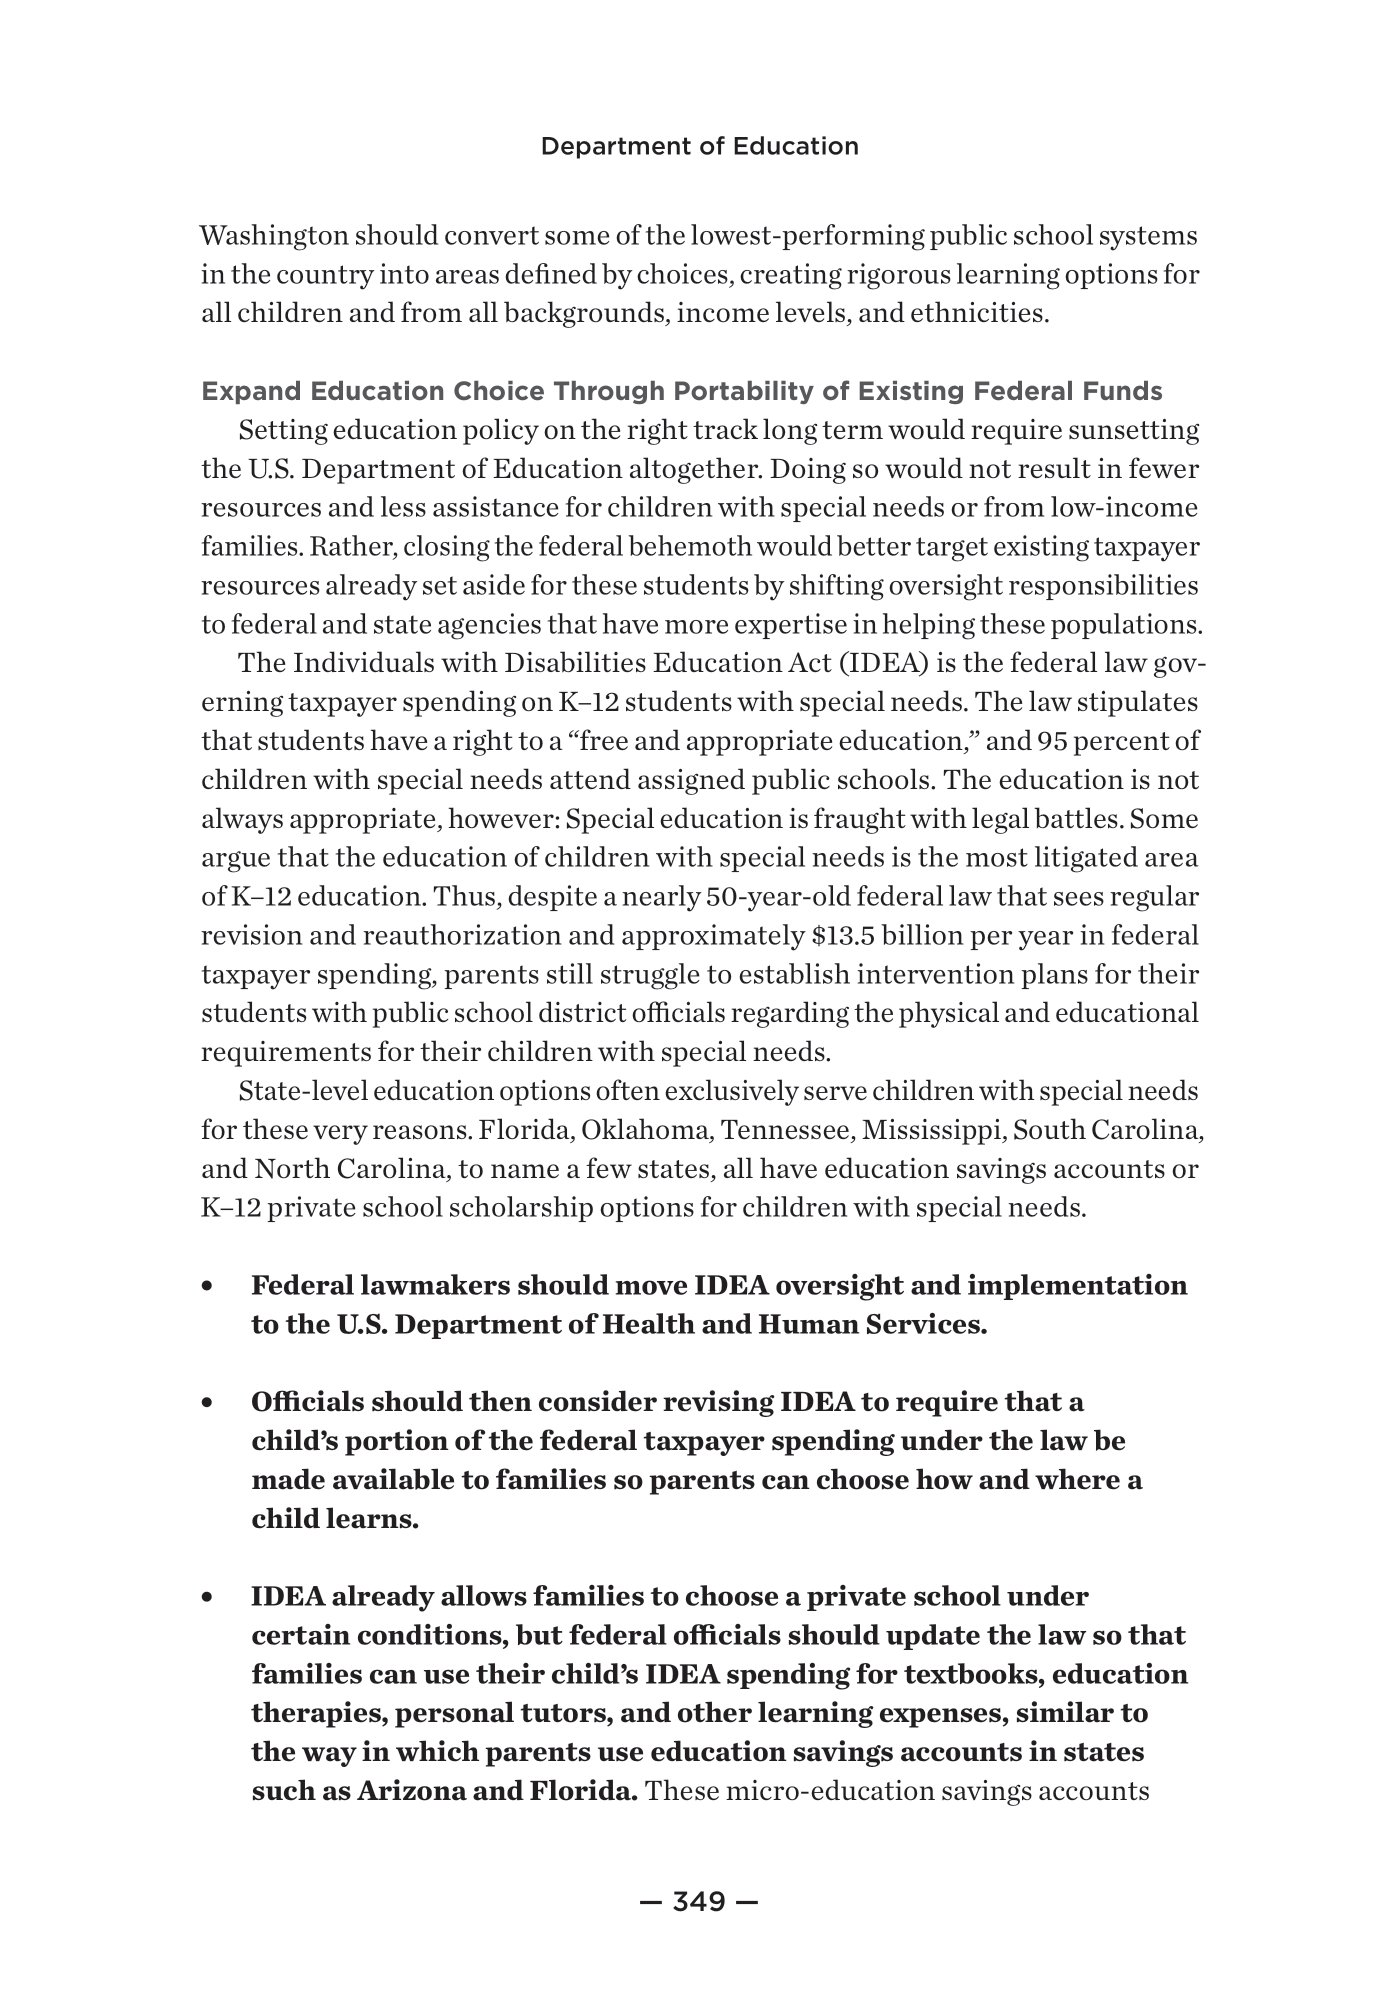 Department of Education
Washington should convert some of the lowest-performing public school systems
in the country into areas defined by choices, creating rigorous learning options for
all children and from all backgrounds, income levels, and ethnicities.
Expand Education Choice Through Portability of Existing Federal Funds
Setting education policy on the right track long term would require sunsetting
the U.S. Department of Education altogether. Doing so would not result in fewer
resources and less assistance for children with special needs or from low-income
families. Rather, closing the federal behemoth would better target existing taxpayer
resources already set aside for these students by shifting oversight responsibilities
to federal and state agencies that have more expertise in helping these populations.
The Individuals with Disabilities Education Act (IDEA) is the federal law gov-
erning taxpayer spending on K–12 students with special needs. The law stipulates
that students have a right to a “free and appropriate education,” and 95 percent of
children with special needs attend assigned public schools. The education is not
always appropriate, however: Special education is fraught with legal battles. Some
argue that the education of children with special needs is the most litigated area
of K–12 education. Thus, despite a nearly 50-year-old federal law that sees regular
revision and reauthorization and approximately $13.5 billion per year in federal
taxpayer spending, parents still struggle to establish intervention plans for their
students with public school district officials regarding the physical and educational
requirements for their children with special needs.
State-level education options often exclusively serve children with special needs
for these very reasons. Florida, Oklahoma, Tennessee, Mississippi, South Carolina,
and North Carolina, to name a few states, all have education savings accounts or
K–12 private school scholarship options for children with special needs.
• Federal lawmakers should move IDEA oversight and implementation
to the U.S. Department of Health and Human Services.
• Officials should then consider revising IDEA to require that a
child’s portion of the federal taxpayer spending under the law be
made available to families so parents can choose how and where a
child learns.
• IDEA already allows families to choose a private school under
certain conditions, but federal officials should update the law so that
families can use their child’s IDEA spending for textbooks, education
therapies, personal tutors, and other learning expenses, similar to
the way in which parents use education savings accounts in states
such as Arizona and Florida. These micro-education savings accounts
— 349 —